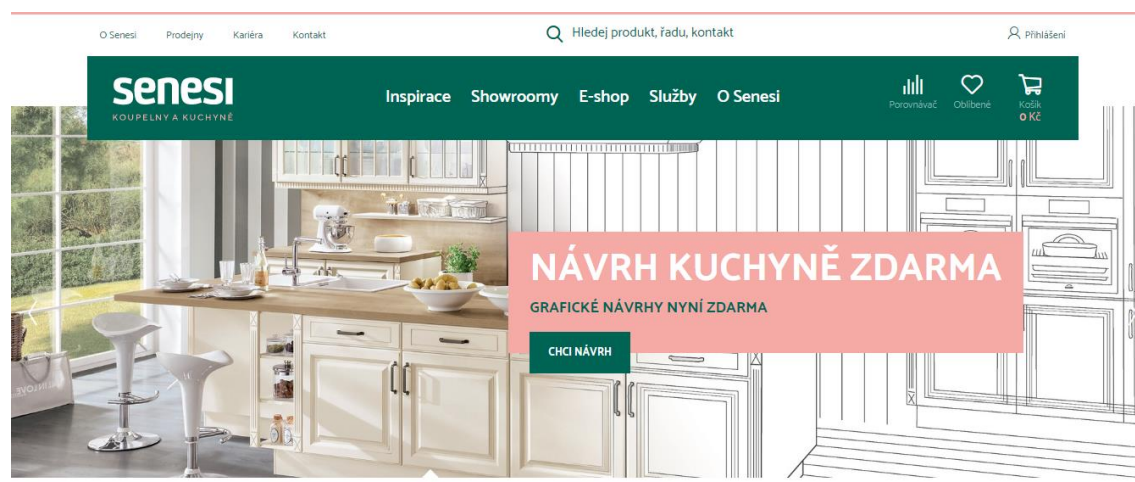 O Senesi Prodejny Kariéra Kontakt Hledej produkt, řadu, kontakt Přihlášení
senesi
KOUPELNY A KUCHYNĚ
Inspirace Showroomy E-shop Služby O Senesi
Porovnávač Oblíbené Košík
0 Kč
NÁVRH KUCHYNĚ ZDARMA
GRAFICKÉ NÁVRHY NYNÍ ZDARMA
CHCI NÁVRH